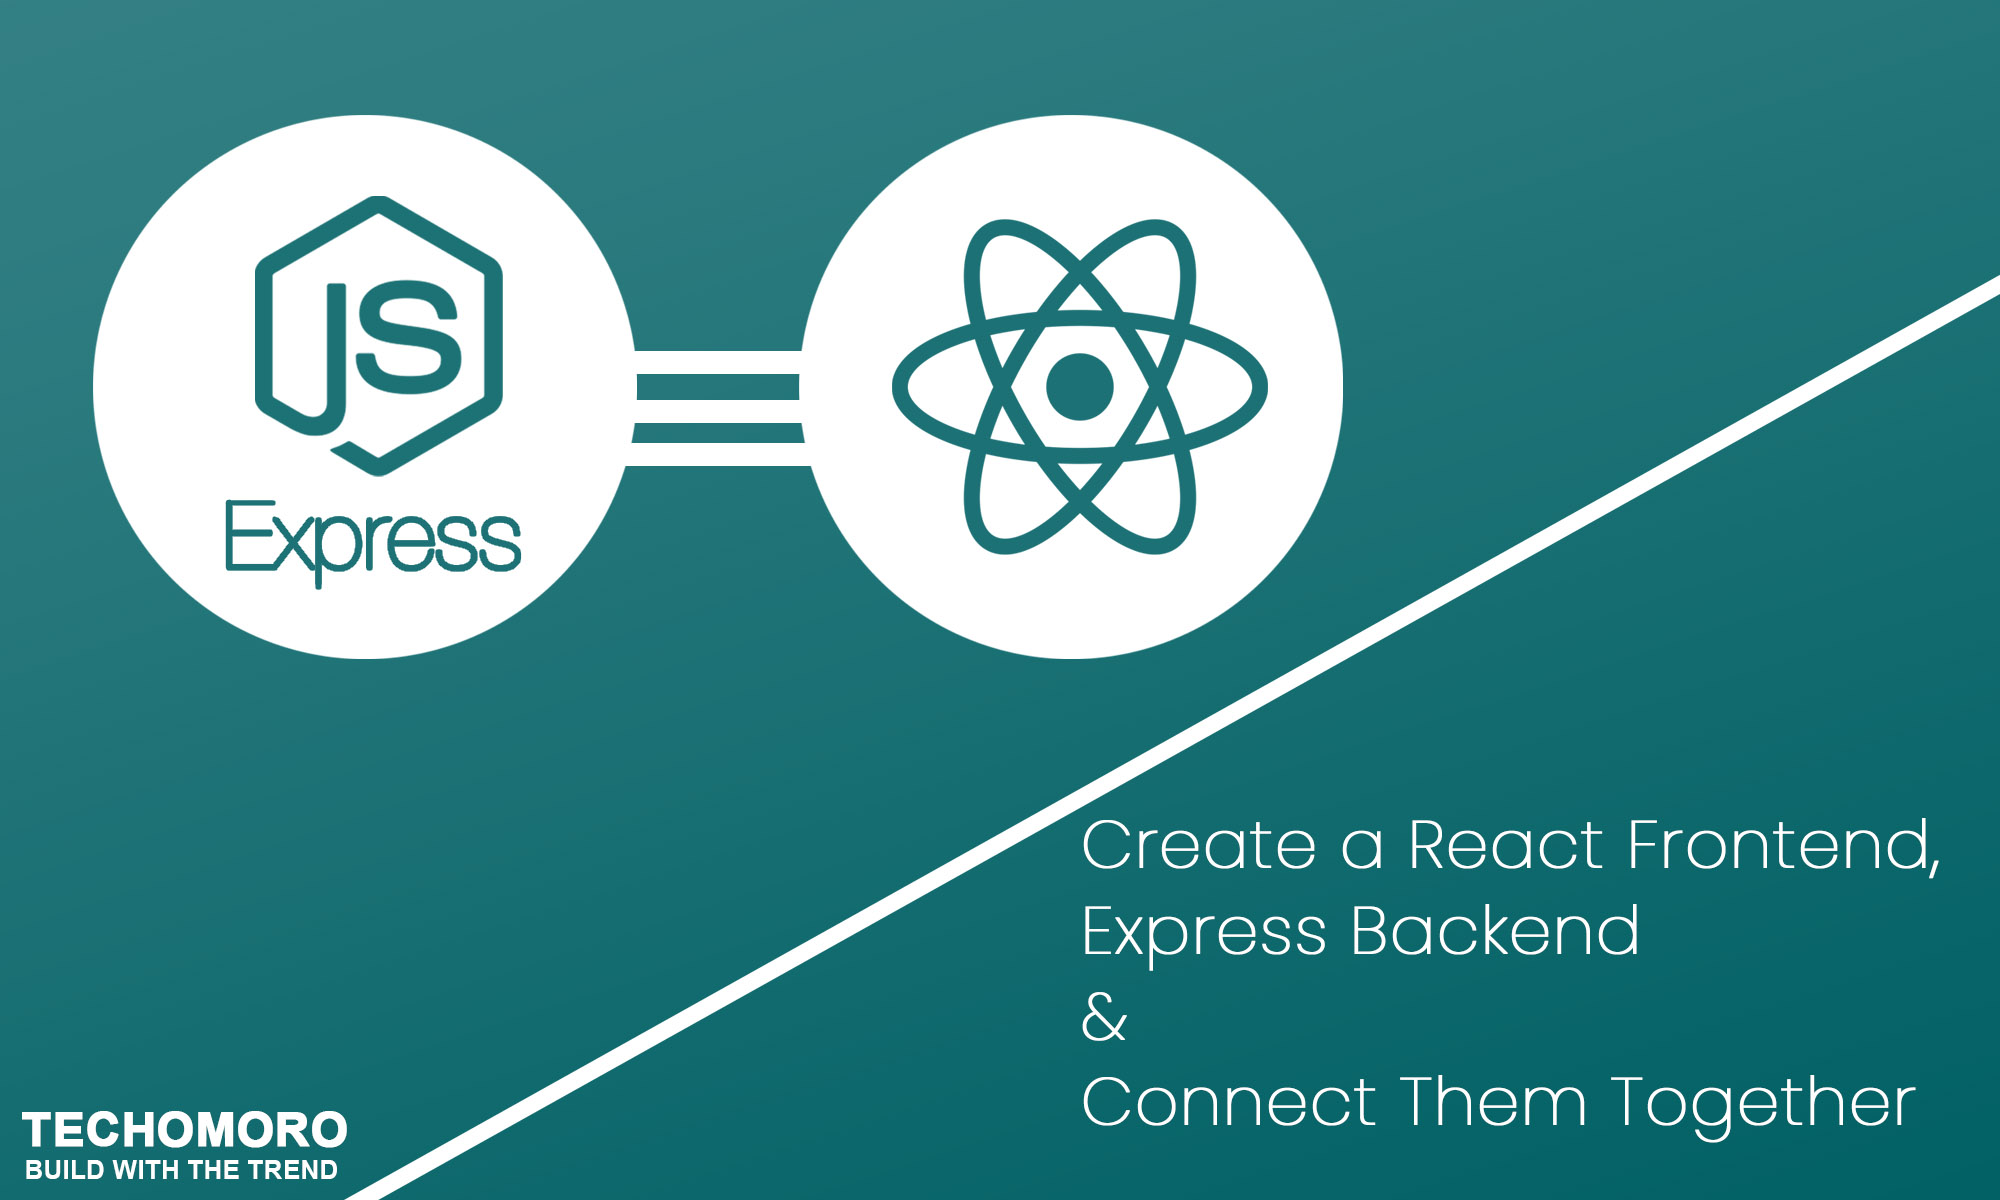 JS
Express
Create a React Frontend,
Express Backend
&
Connect Them Together
TECHOMORO
BUILD WITH THE TREND